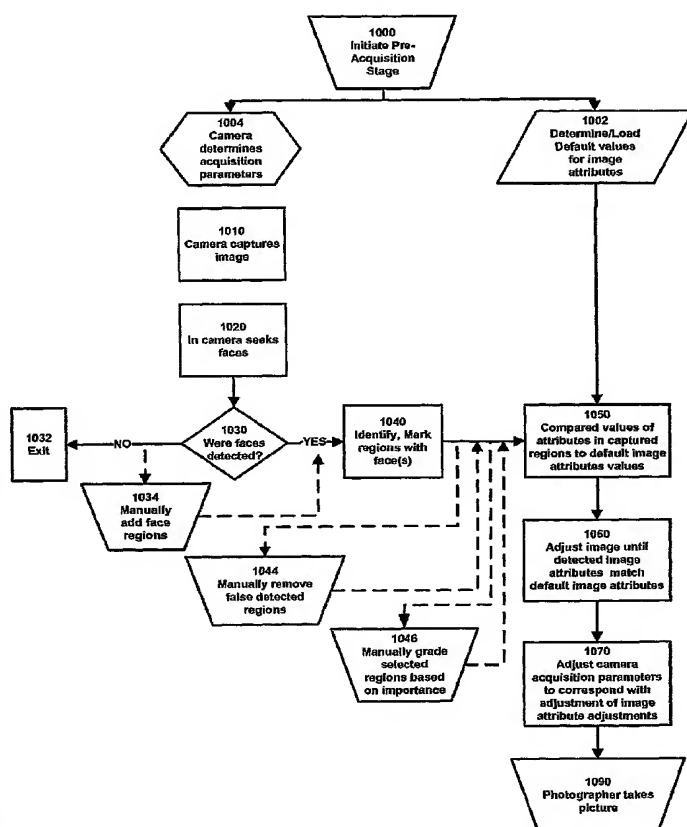 1000
Initiate Pre-
Acquisition
Stage
1004
Camera
determines
acquisition
parameters
1002
Determine/Load
Default values
for image
attributes
1010
Camera captures
image
1020
In camera seeks
faces
1032
Exit
NO
1030
Were faces
detected?
YES
1040
Identify, Mark
regions with
face(s)
1050
Compared values of
attributes in captured
regions to default image
attributes values
1034
Manually
add face
regions
1044
Manually remove
false detected
regions
1060
Adjust image until
detected image
attributes match
default image attributes
1046
Manually grade
selected regions
based on
importance
1070
Adjust camera
acquisition parameters
to correspond with
adjustment of image
attribute adjustments
1090
Photographer takes
picture